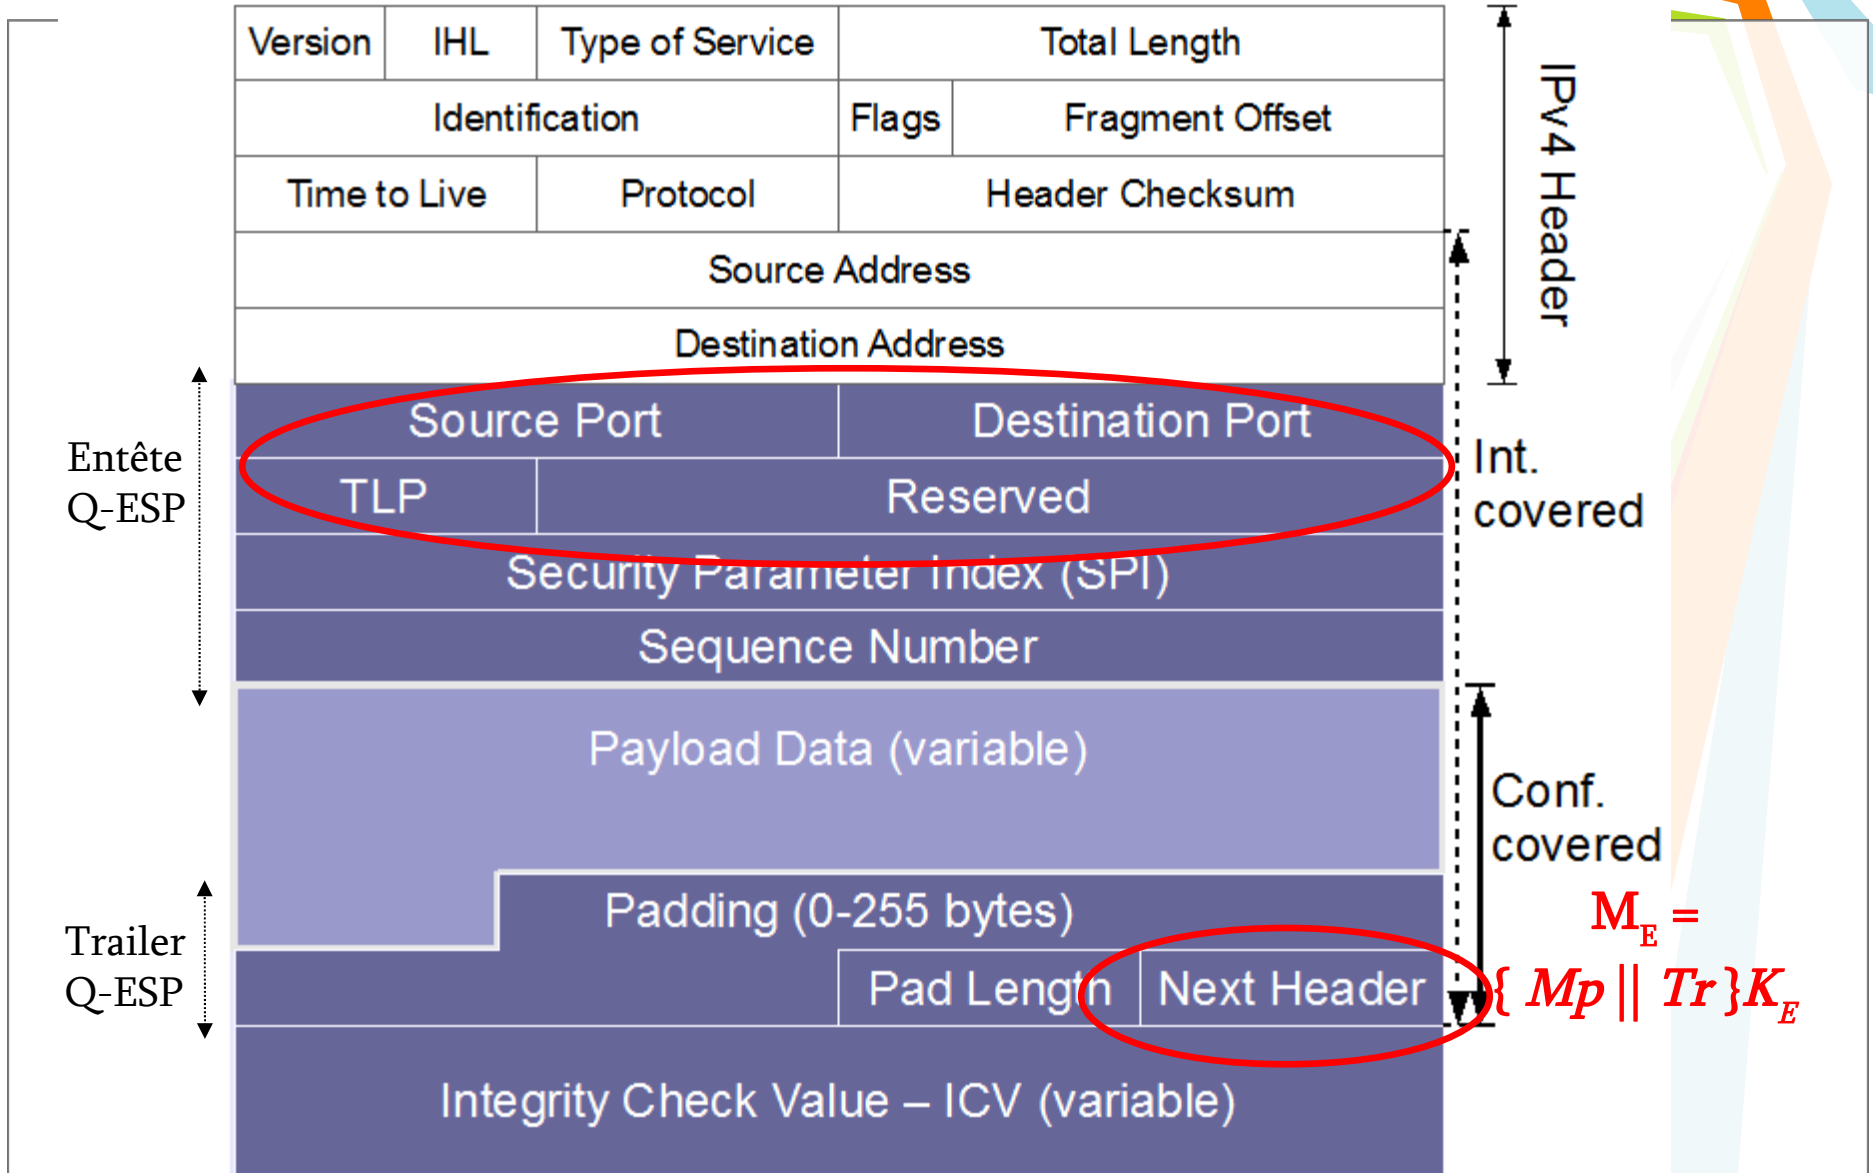 Version IHL Type of Service Total Length
Identification Flags Fragment Offset
Time to Live Protocol Header Checksum
Source Address
Destination Address
IPv4 Header
Source Port Destination Port
TLP Reserved
Security Parameter Index (SPI)
Sequence Number
Entête
Q-ESP
Int.
covered
Payload Data (variable)
Conf.
covered
Padding (0-255 bytes)
Pad Length Next Header
Trailer
Q-ESP
M_E =
{ Mp || Tr }K_E
Integrity Check Value – ICV (variable)